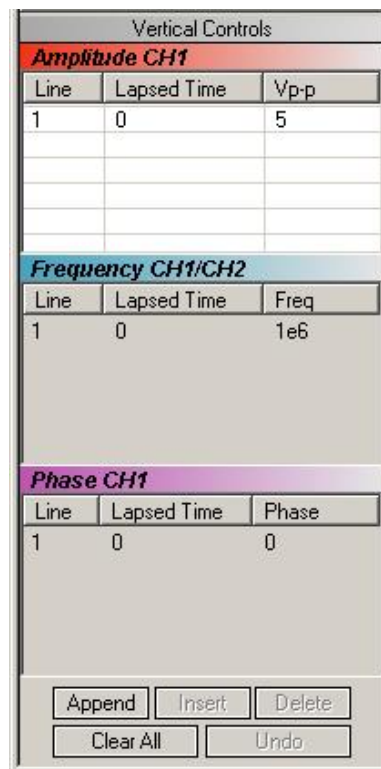 Vertical Controls
Amplitude CH1
Line Lapsed Time Vp-p
1 0 5
Frequency CH1/CH2
Line Lapsed Time Freq
1 0 1e6
Phase CH1
Line Lapsed Time Phase
1 0 0
Append Insert Delete
Clear All Undo